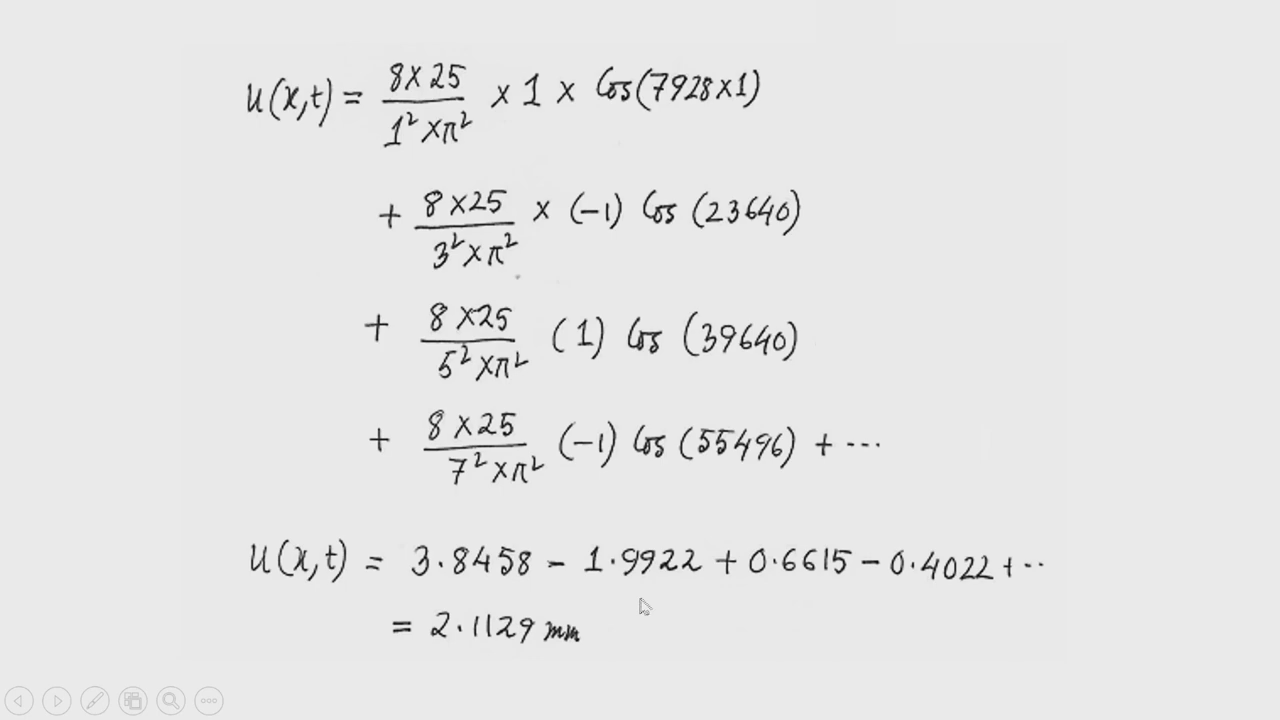 u(x,t) = 8×25 / 1²×π² × 1 × Cos(7928×1)
+ 8×25 / 3²×π² × (-1) Cos (23640)
+ 8×25 / 5²×π² (1) Cos (39640)
+ 8×25 / 7²×π² (-1) Cos (55496) + ...
u(x,t) = 3.8458 - 1.9922 + 0.6615 - 0.4022 + ..
= 2.1129 mm